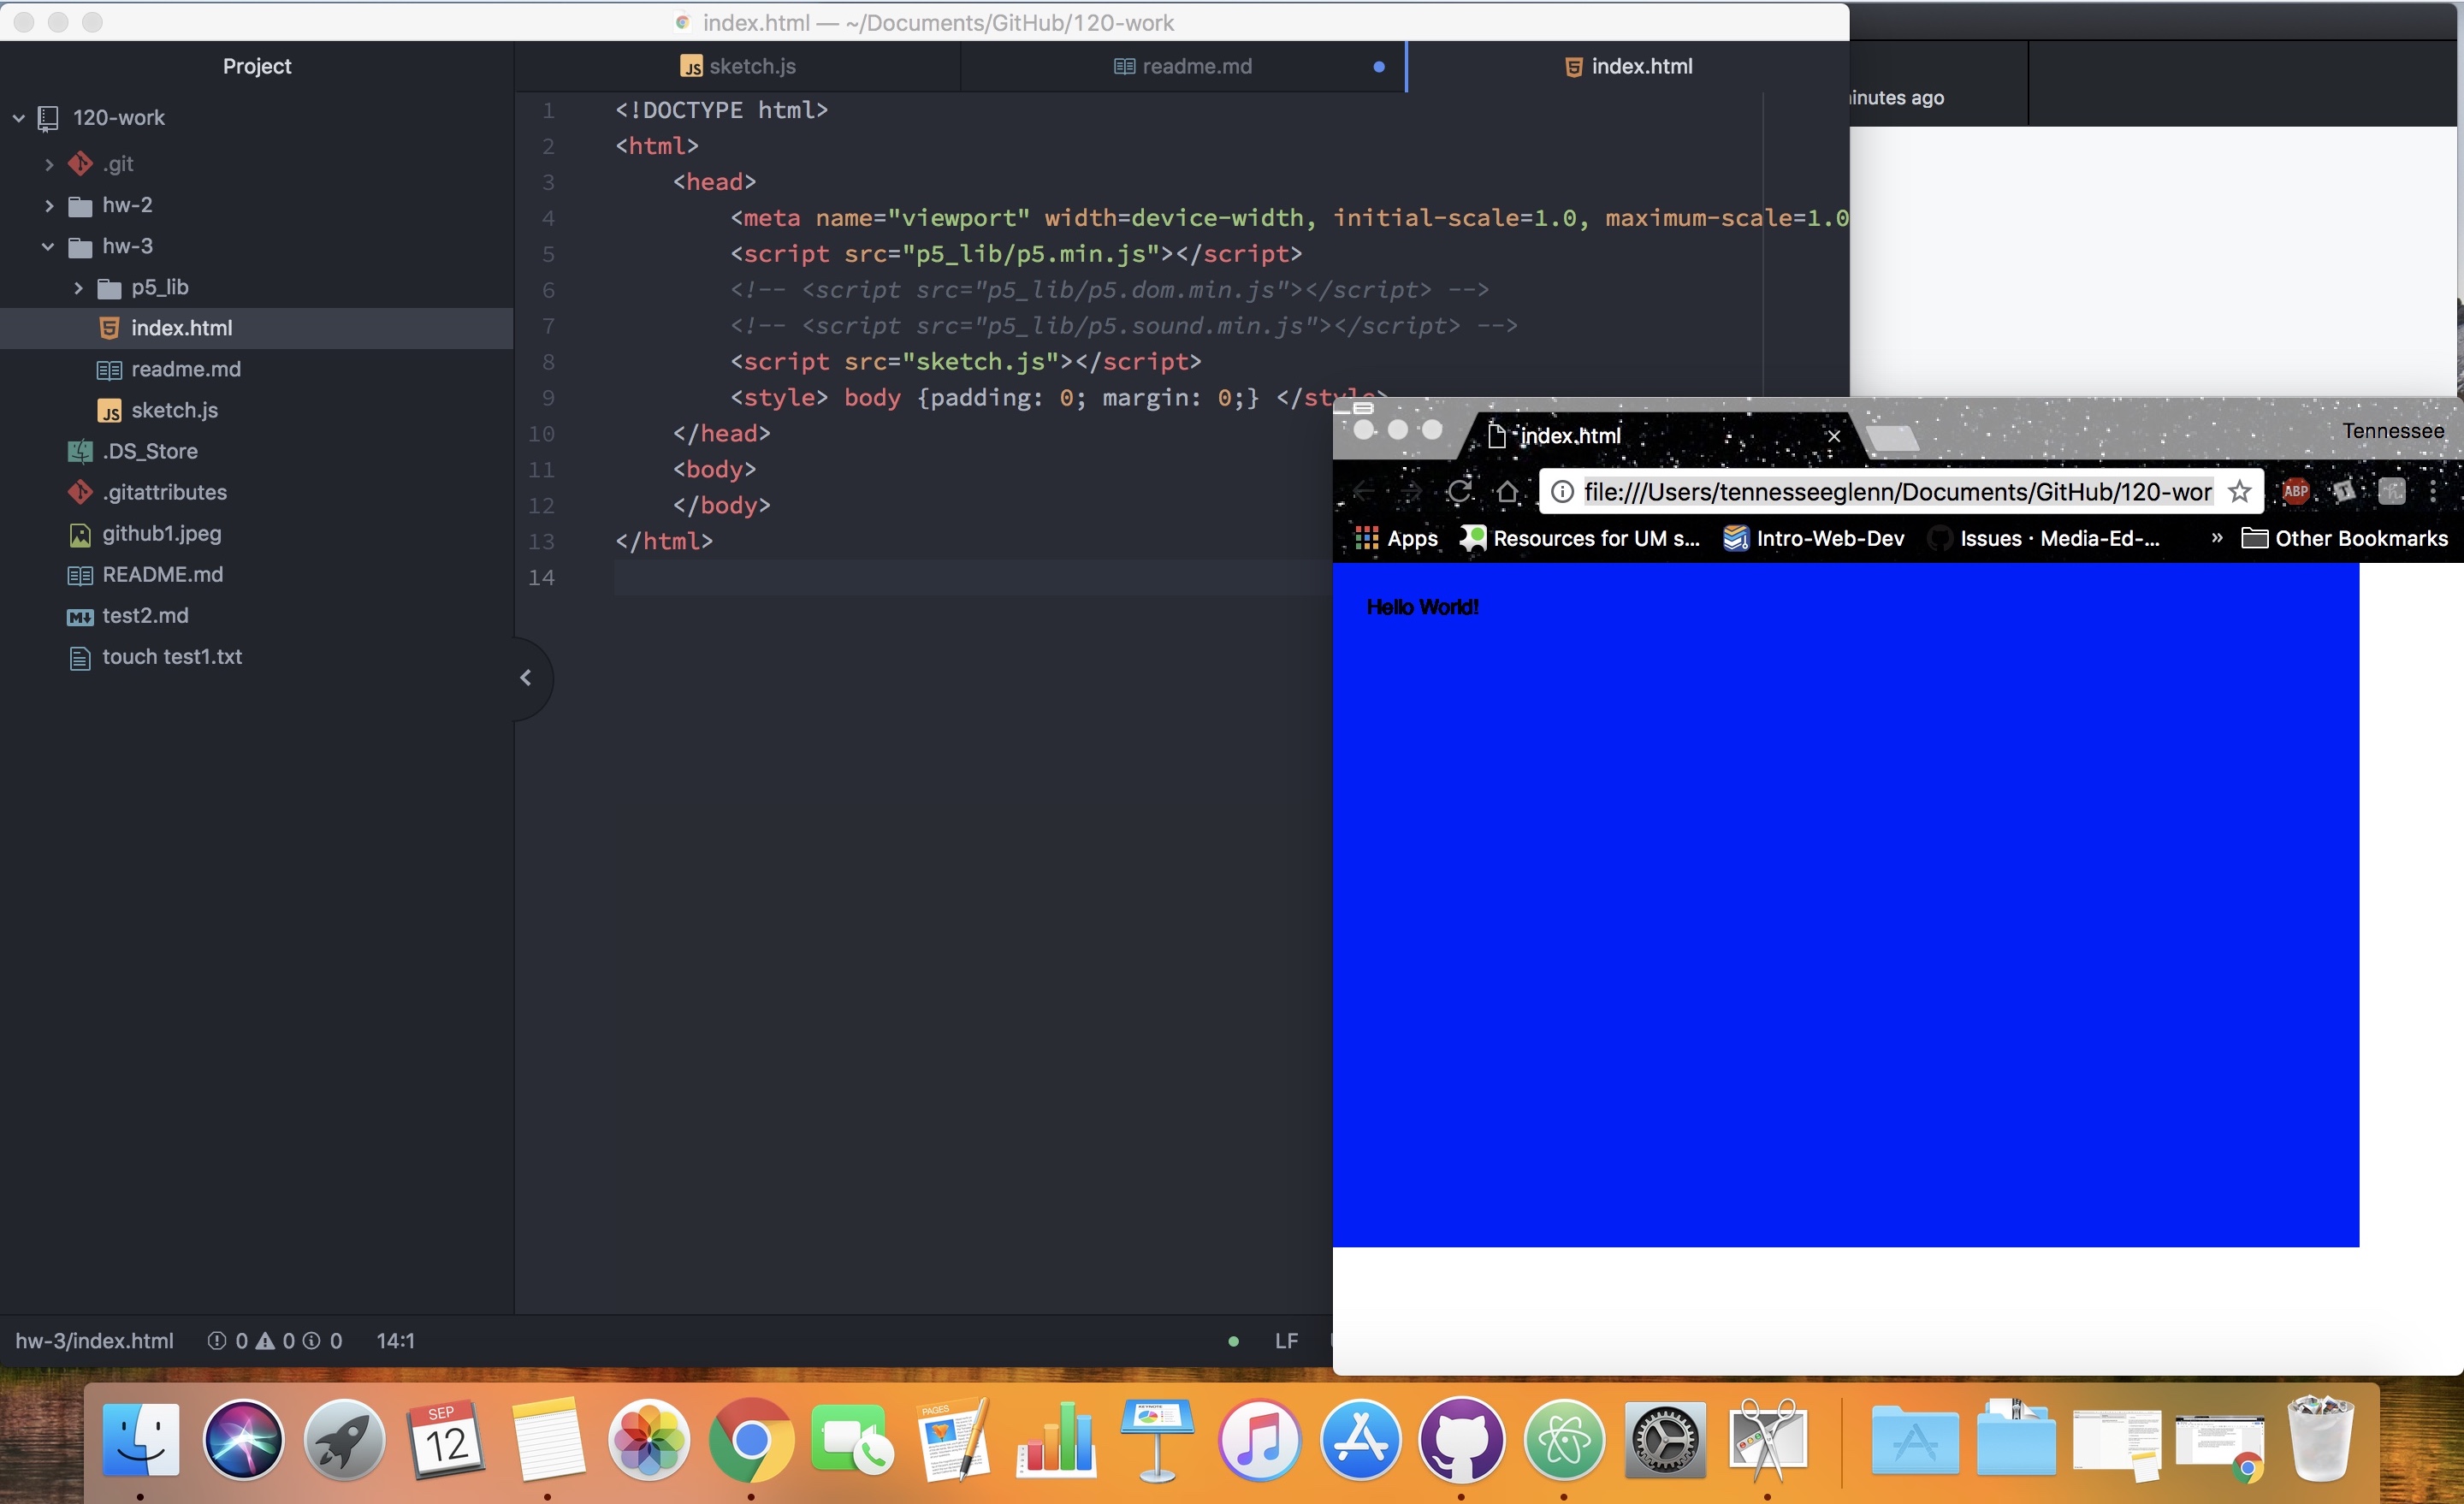 index.html — ~/Documents/GitHub/120-work
Project
120-work
.git
hw-2
hw-3
p5_lib
index.html
readme.md
sketch.js
.DS_Store
.gitattributes
github1.jpeg
README.md
test2.md
touch test1.txt
sketch.js
readme.md
index.html
1 <!DOCTYPE html>
2 <html>
3 <head>
4 <meta name="viewport" width=device-width, initial-scale=1.0, maximum-scale=1.0
5 <script src="p5_lib/p5.min.js"></script>
6 <!-- <script src="p5_lib/p5.dom.min.js"></script> -->
7 <!-- <script src="p5_lib/p5.sound.min.js"></script> -->
8 <script src="sketch.js"></script>
9 <style> body {padding: 0; margin: 0;} </style>
10 </head>
11 <body>
12 </body>
13 </html>
14
inutes ago
index.html
Tennessee
file:///Users/tennesseeglenn/Documents/GitHub/120-wor
ABP
Apps
Resources for UM s...
Intro-Web-Dev
Issues · Media-Ed-...
»
Other Bookmarks
Hello World!
hw-3/index.html 0 0 0 14:1
LF
SEP
12
PAGES
KEYNOTE